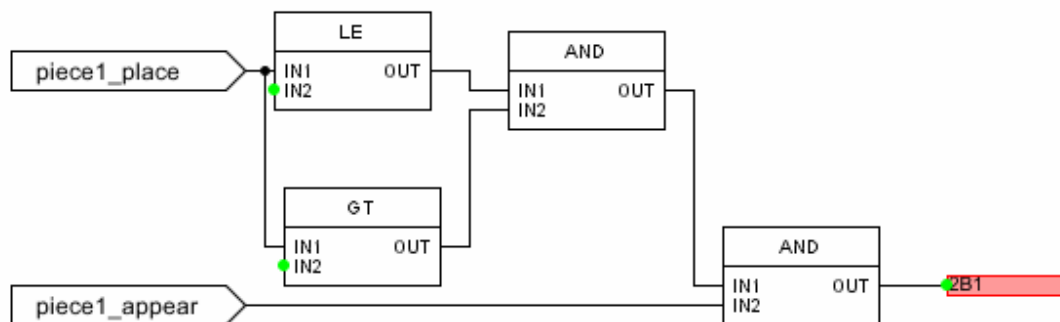 LE
piece1_place
IN1 OUT
IN2
AND
IN1 OUT
IN2
GT
IN1 OUT
IN2
AND
IN1 OUT
IN2
piece1_appear
2B1